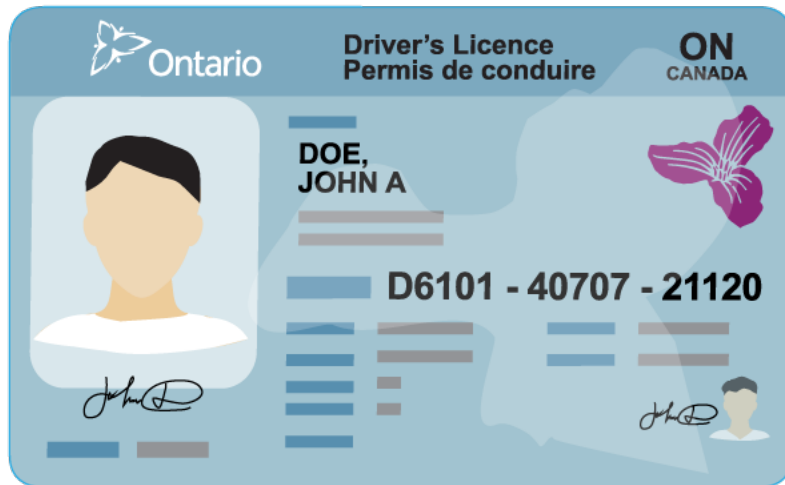 Ontario
Driver's Licence
Permis de conduire
ON
CANADA
DOE,
JOHN A
D6101 - 40707 - 21120